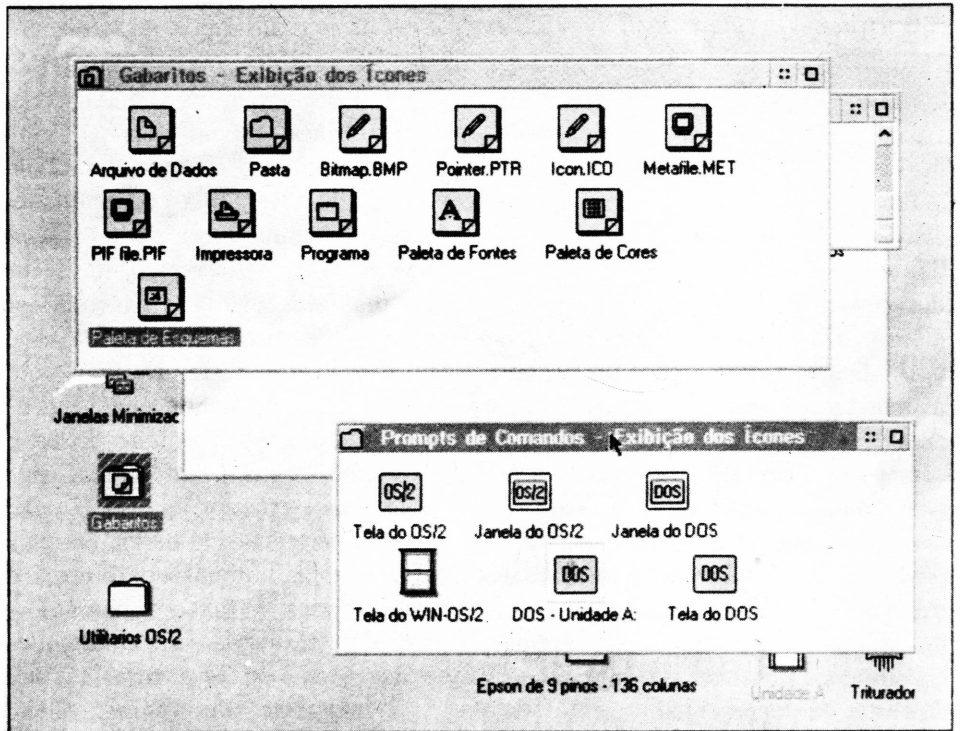 Gabaritos - Exibição dos Ícones
Arquivo de Dados Pasta Bitmap.BMP Pointer.PTR Icon.ICO Metafile.MET
PIF file.PIF Impressora Programa Paleta de Fontes Paleta de Cores
Paleta de Esquemas
os
Janelas Minimizac
Gabaritos
Utilitarios OS/2
Prompts de Comandos - Exibição dos Ícones
OS/2 OS/2 DOS
Tela do OS/2 Janela do OS/2 Janela do DOS
DOS DOS
Tela do WIN-OS/2 DOS - Unidade A: Tela do DOS
Epson de 9 pinos - 136 colunas
Unidade A
Triturador